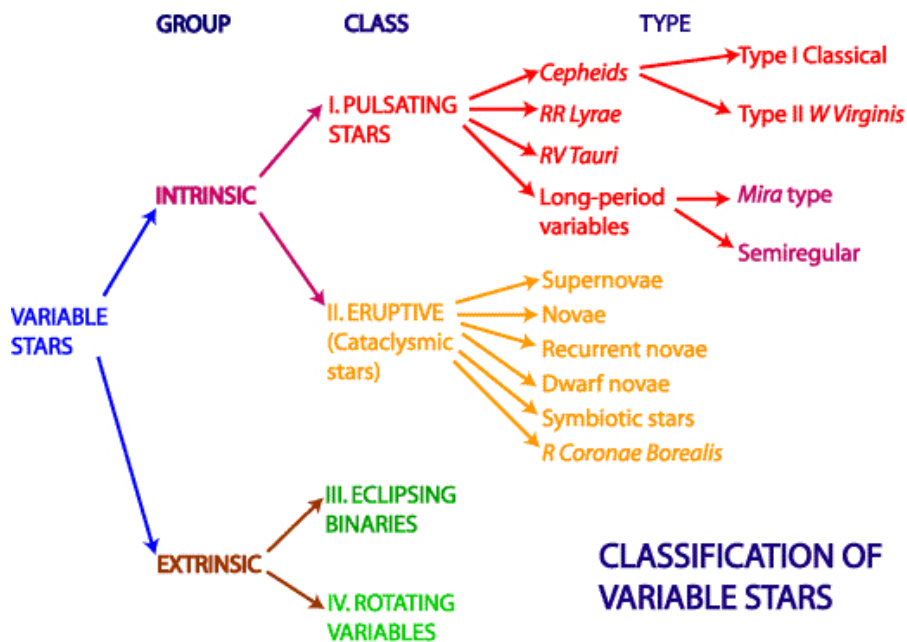 GROUP
CLASS
TYPE
Cepheids
Type I Classical
Type II W Virginis
I. PULSATING
STARS
RR Lyrae
RV Tauri
Long-period
variables
Mira type
Semiregular
INTRINSIC
VARIABLE
STARS
II. ERUPTIVE
(Cataclysmic
stars)
Supernovae
Novae
Recurrent novae
Dwarf novae
Symbiotic stars
R Coronae Borealis
EXTRINSIC
III. ECLIPSING
BINARIES
IV. ROTATING
VARIABLES
CLASSIFICATION OF
VARIABLE STARS